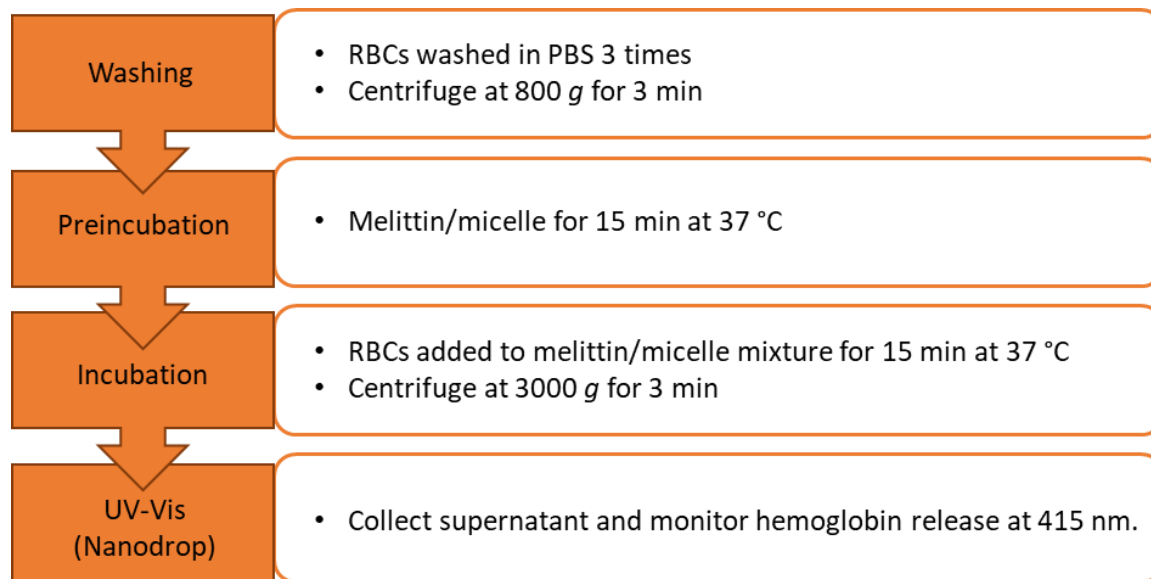 Washing
• RBCs washed in PBS 3 times
• Centrifuge at 800 g for 3 min
Preincubation
• Melittin/micelle for 15 min at 37 °C
Incubation
• RBCs added to melittin/micelle mixture for 15 min at 37 °C
• Centrifuge at 3000 g for 3 min
UV-Vis
(Nanodrop)
• Collect supernatant and monitor hemoglobin release at 415 nm.